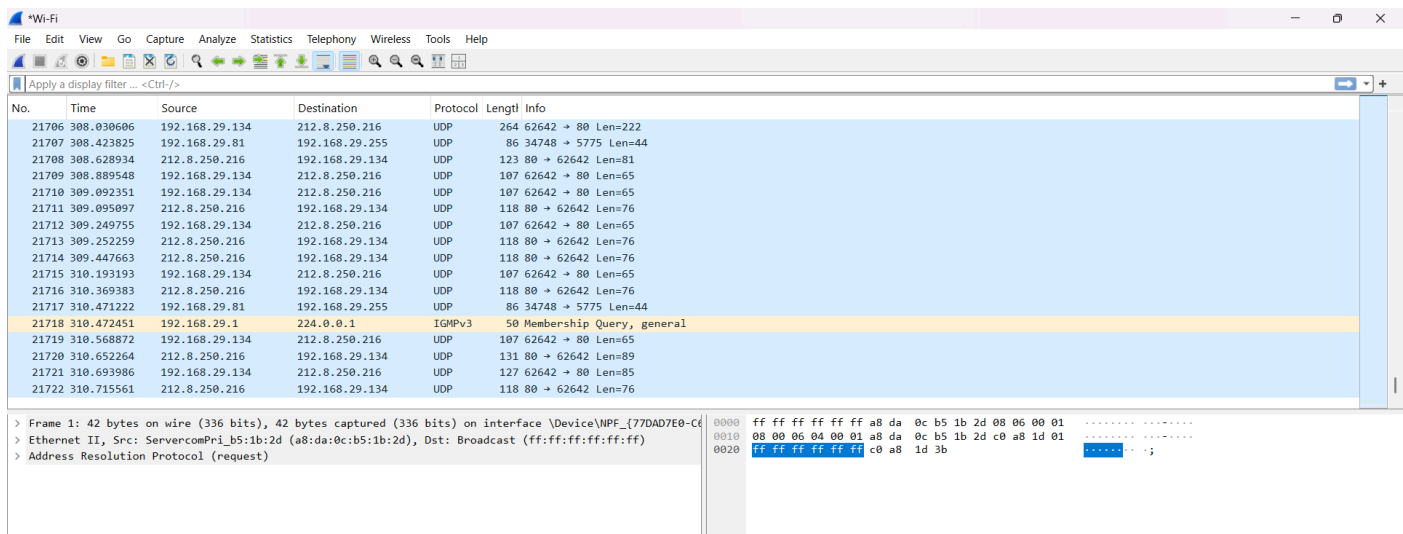 *Wi-Fi
File Edit View Go Capture Analyze Statistics Telephony Wireless Tools Help
Apply a display filter ... <Ctrl-/>
No. Time Source Destination Protocol Lengtl Info
21706 308.030606 192.168.29.134 212.8.250.216 UDP 264 62642 → 80 Len=222
21707 308.423825 192.168.29.81 192.168.29.255 UDP 86 34748 → 5775 Len=44
21708 308.628934 212.8.250.216 192.168.29.134 UDP 123 80 → 62642 Len=81
21709 308.889548 192.168.29.134 212.8.250.216 UDP 107 62642 → 80 Len=65
21710 309.092351 192.168.29.134 212.8.250.216 UDP 107 62642 → 80 Len=65
21711 309.095097 212.8.250.216 192.168.29.134 UDP 118 80 → 62642 Len=76
21712 309.249755 192.168.29.134 212.8.250.216 UDP 107 62642 → 80 Len=65
21713 309.252259 212.8.250.216 192.168.29.134 UDP 118 80 → 62642 Len=76
21714 309.447663 212.8.250.216 192.168.29.134 UDP 118 80 → 62642 Len=76
21715 310.193193 192.168.29.134 212.8.250.216 UDP 107 62642 → 80 Len=65
21716 310.369383 212.8.250.216 192.168.29.134 UDP 118 80 → 62642 Len=76
21717 310.471222 192.168.29.81 192.168.29.255 UDP 86 34748 → 5775 Len=44
21718 310.472451 192.168.29.1 224.0.0.1 IGMPv3 50 Membership Query, general
21719 310.568872 192.168.29.134 212.8.250.216 UDP 107 62642 → 80 Len=65
21720 310.652264 212.8.250.216 192.168.29.134 UDP 131 80 → 62642 Len=89
21721 310.693986 192.168.29.134 212.8.250.216 UDP 127 62642 → 80 Len=85
21722 310.715561 212.8.250.216 192.168.29.134 UDP 118 80 → 62642 Len=76
> Frame 1: 42 bytes on wire (336 bits), 42 bytes captured (336 bits) on interface \Device\NPF_{77DAD7E0-C6
> Ethernet II, Src: ServercomPri_b5:1b:2d (a8:da:0c:b5:1b:2d), Dst: Broadcast (ff:ff:ff:ff:ff:ff)
> Address Resolution Protocol (request)
0000 ff ff ff ff ff ff a8 da 0c b5 1b 2d 08 06 00 01 ········ ···-····
0010 08 00 06 04 00 01 a8 da 0c b5 1b 2d c0 a8 1d 01 ········ ···-····
0020 ff ff ff ff ff ff c0 a8 1d 3b ········ ·;